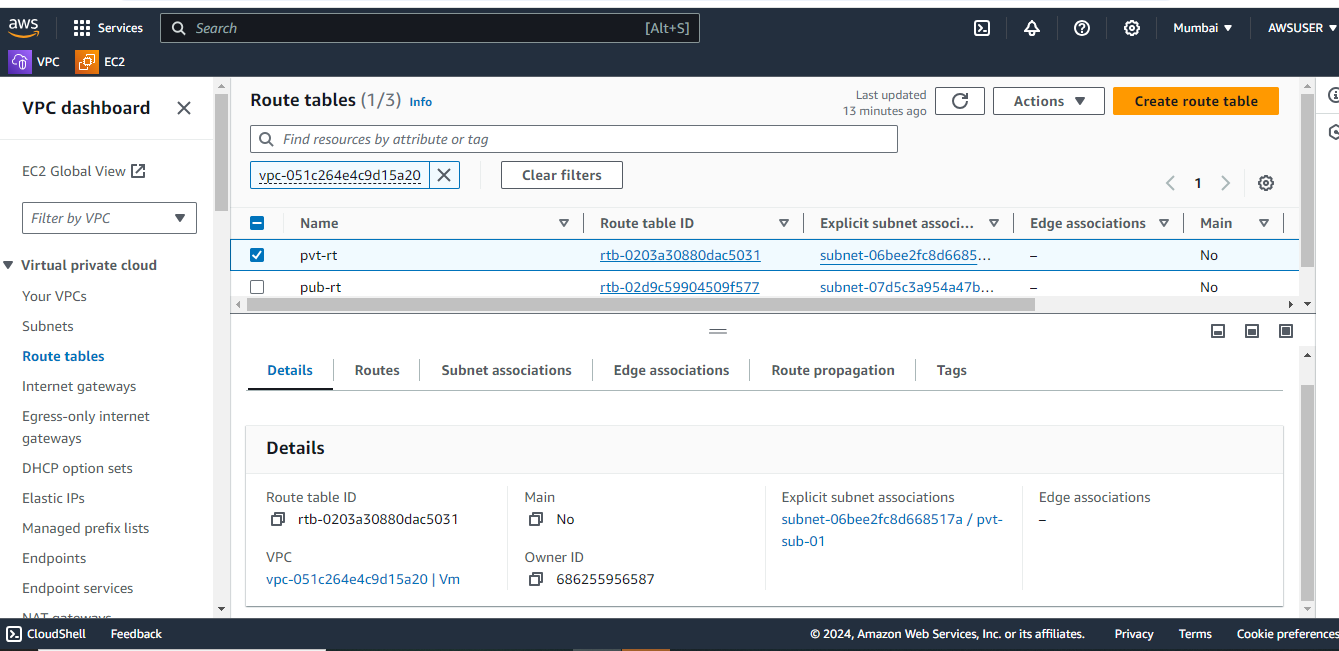 aws Services Search [Alt+S] Mumbai AWSUSER
VPC EC2
VPC dashboard
EC2 Global View
Filter by VPC
Virtual private cloud
Your VPCs
Subnets
Route tables
Internet gateways
Egress-only internet
gateways
DHCP option sets
Elastic IPs
Managed prefix lists
Endpoints
Endpoint services
NAT gateways
Route tables (1/3) Info
Last updated
13 minutes ago
Actions
Create route table
Find resources by attribute or tag
vpc-051c264e4c9d15a20
Clear filters
1
Name Route table ID Explicit subnet associ... Edge associations Main
pvt-rt rtb-0203a30880dac5031 subnet-06bee2fc8d6685... – No
pub-rt rtb-02d9c59904509f577 subnet-07d5c3a954a47b... – No
Details Routes Subnet associations Edge associations Route propagation Tags
Details
Route table ID
rtb-0203a30880dac5031
VPC
vpc-051c264e4c9d15a20 | Vm
Main
No
Owner ID
686255956587
Explicit subnet associations
subnet-06bee2fc8d668517a / pvt-
sub-01
Edge associations
–
CloudShell Feedback © 2024, Amazon Web Services, Inc. or its affiliates. Privacy Terms Cookie preferences